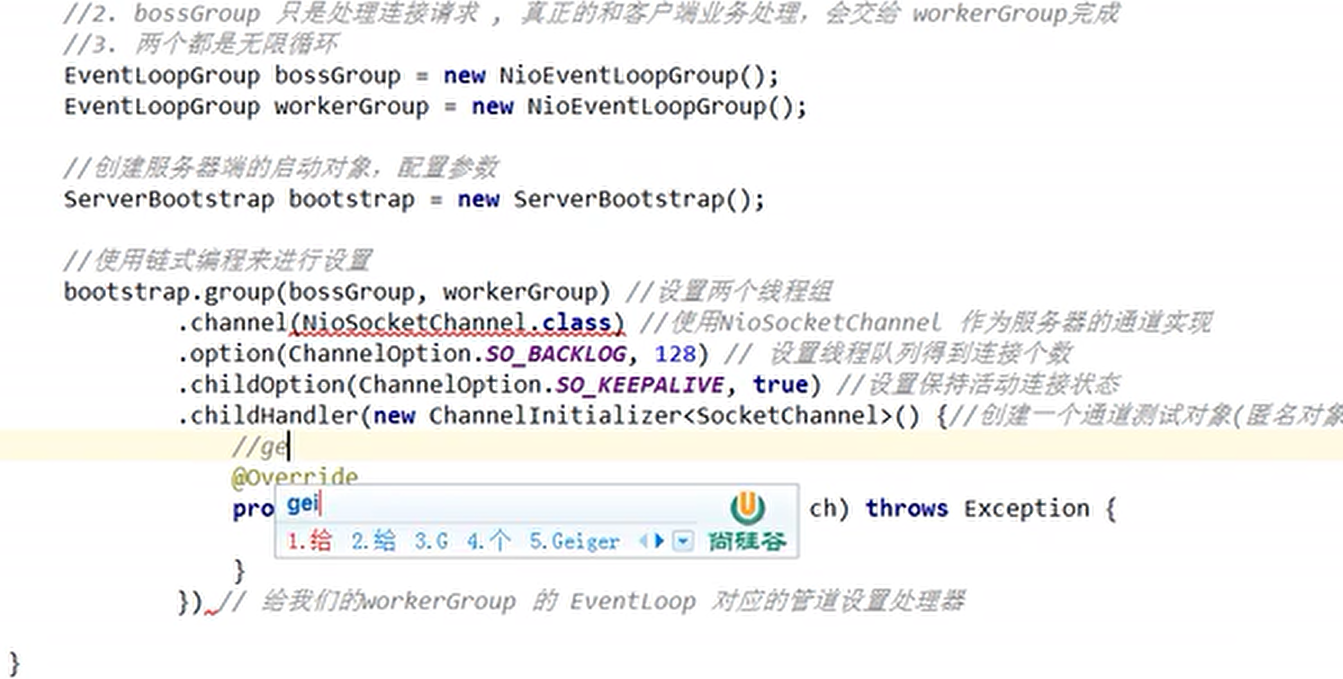 //2. bossGroup 只是处理连接请求 , 真正的和客户端业务处理，会交给 workerGroup完成
//3. 两个都是无限循环
EventLoopGroup bossGroup = new NioEventLoopGroup();
EventLoopGroup workerGroup = new NioEventLoopGroup();
//创建服务器端的启动对象，配置参数
ServerBootstrap bootstrap = new ServerBootstrap();
//使用链式编程来进行设置
bootstrap.group(bossGroup, workerGroup) //设置两个线程组
.channel(NioSocketChannel.class) //使用NioSocketChannel 作为服务器的通道实现
.option(ChannelOption.SO_BACKLOG, 128) // 设置线程队列得到连接个数
.childOption(ChannelOption.SO_KEEPALIVE, true) //设置保持活动连接状态
.childHandler(new ChannelInitializer<SocketChannel>() {//创建一个通道测试对象(匿名对象
//ge
@Override
pro
gei
ch) throws Exception {
1.给 2.给 3.G 4.个 5.Geiger
尚硅谷
}
}) // 给我们的workerGroup 的 EventLoop 对应的管道设置处理器
}